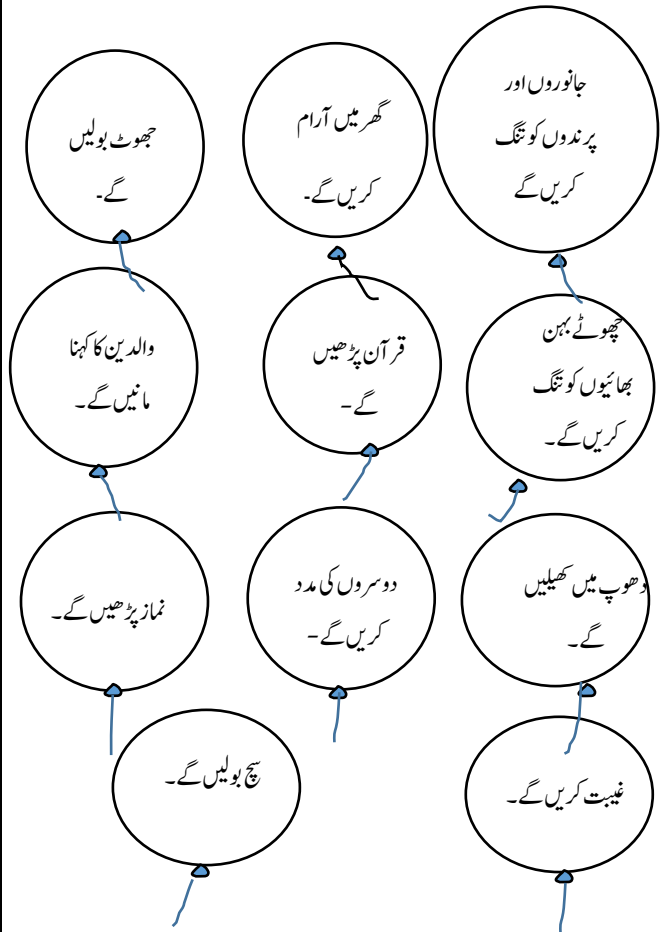 جانوروں اور
پرندوں کو تنگ
کریں گے
گھر میں آرام
کریں گے۔
جھوٹ بولیں
گے۔
چھوٹے بہن
بھائیوں کو تنگ
کریں گے۔
قرآن پڑھیں
گے-
والدین کا کہنا
مانیں گے۔
دھوپ میں کھیلیں
گے۔
دوسروں کی مدد
کریں گے-
نماز پڑھیں گے۔
غیبت کریں گے۔
سچ بولیں گے۔